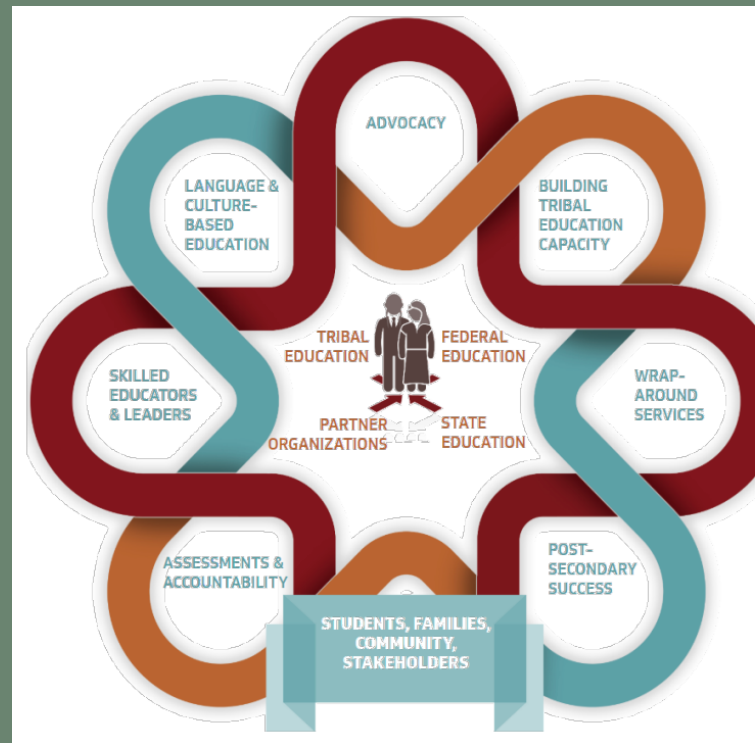 ADVOCACY
LANGUAGE &
CULTURE-
BASED
EDUCATION
BUILDING
TRIBAL
EDUCATION
CAPACITY
TRIBAL
EDUCATION
FEDERAL
EDUCATION
SKILLED
EDUCATORS
& LEADERS
WRAP-
AROUND
SERVICES
PARTNER
ORGANIZATIONS
STATE
EDUCATION
ASSESSMENTS &
ACCOUNTABILITY
POST-
SECONDARY
SUCCESS
STUDENTS, FAMILIES,
COMMUNITY,
STAKEHOLDERS